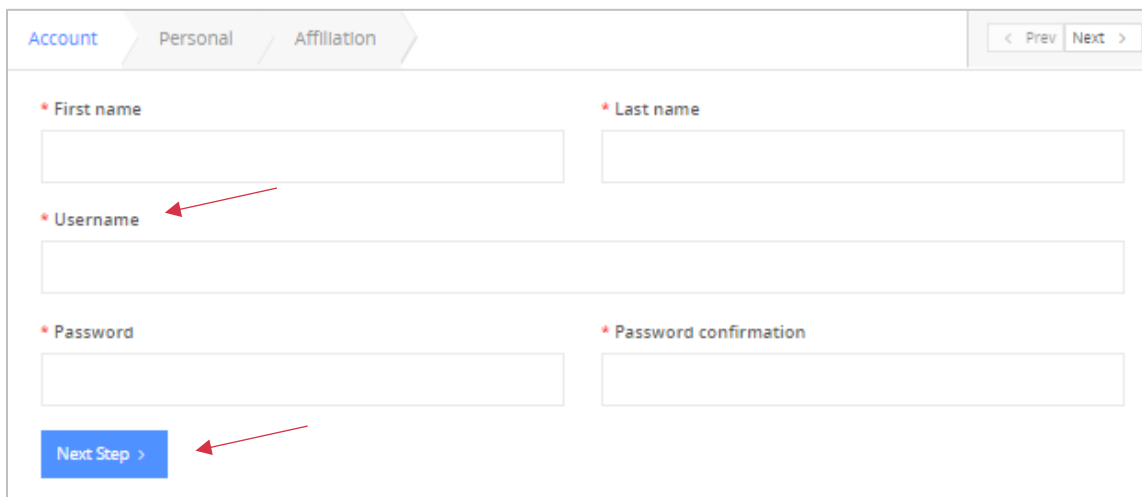 Account Personal Affiliation < Prev Next >
* First name * Last name
* Username
* Password * Password confirmation
Next Step >